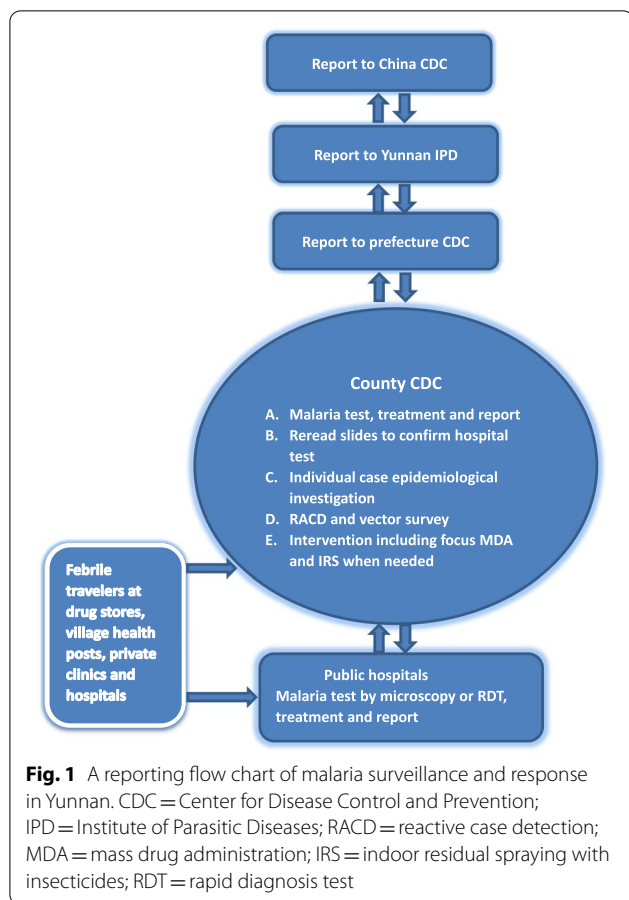 Report to China CDC
Report to Yunnan IPD
Report to prefecture CDC
County CDC
A. Malaria test, treatment and report
B. Reread slides to confirm hospital
test
C. Individual case epidemiological
investigation
D. RACD and vector survey
E. Intervention including focus MDA
and IRS when needed
Febrile
travelers at
drug stores,
village health
posts, private
clinics and
hospitals
Public hospitals
Malaria test by microscopy or RDT,
treatment and report
Fig. 1 A reporting flow chart of malaria surveillance and response
in Yunnan. CDC = Center for Disease Control and Prevention;
IPD = Institute of Parasitic Diseases; RACD = reactive case detection;
MDA = mass drug administration; IRS = indoor residual spraying with
insecticides; RDT = rapid diagnosis test